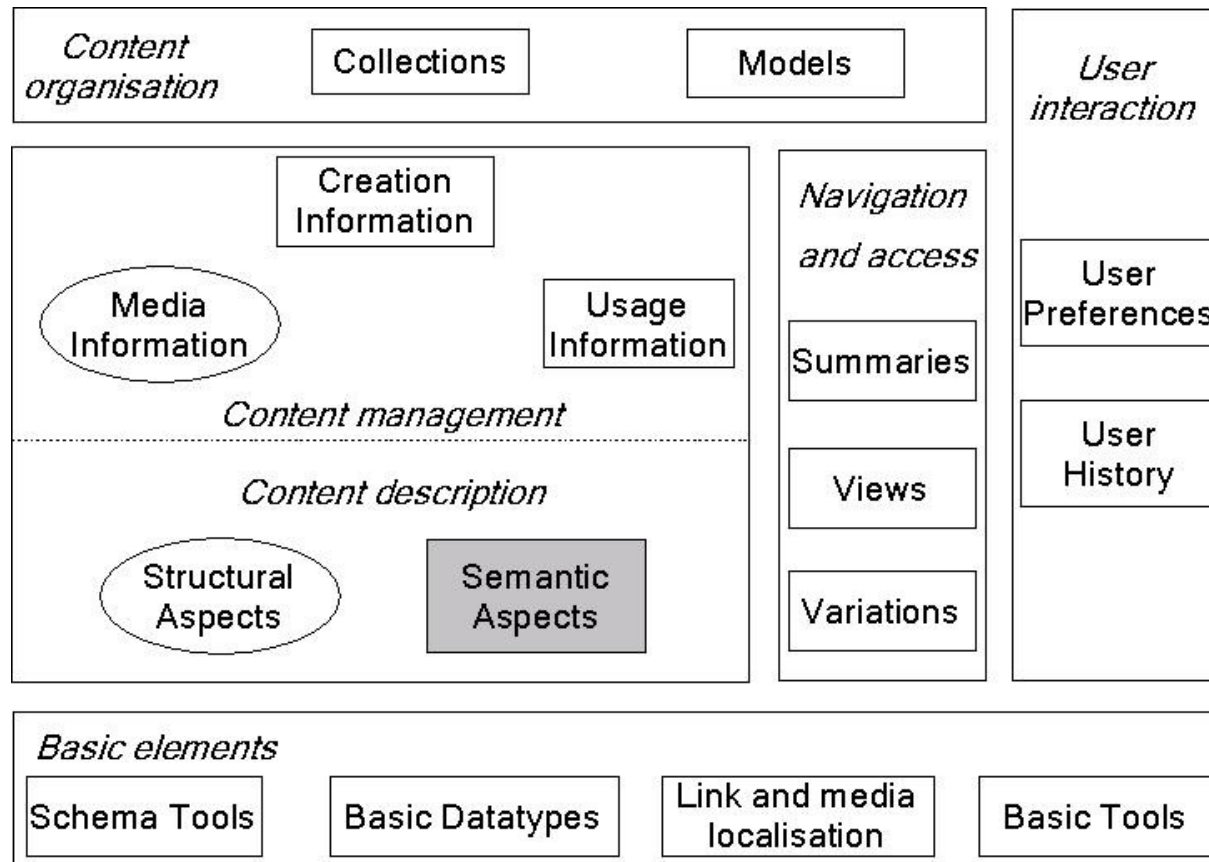 Content
organisation
Collections
Models
User
interaction
Creation
Information
Media
Information
Usage
Information
Content management
Content description
Structural
Aspects
Semantic
Aspects
Navigation
and access
Summaries
Views
Variations
User
Preferences
User
History
Basic elements
Schema Tools
Basic Datatypes
Link and media
localisation
Basic Tools